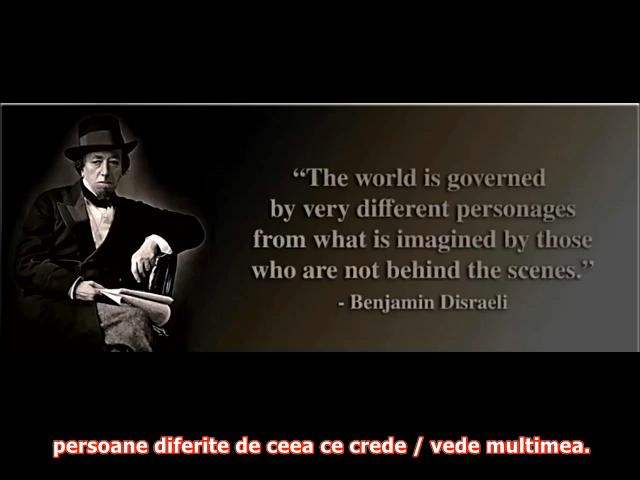 “The world is governed
by very different personages
from what is imagined by those
who are not behind the scenes.”
- Benjamin Disraeli
persoane diferite de ceea ce crede / vede multimea.